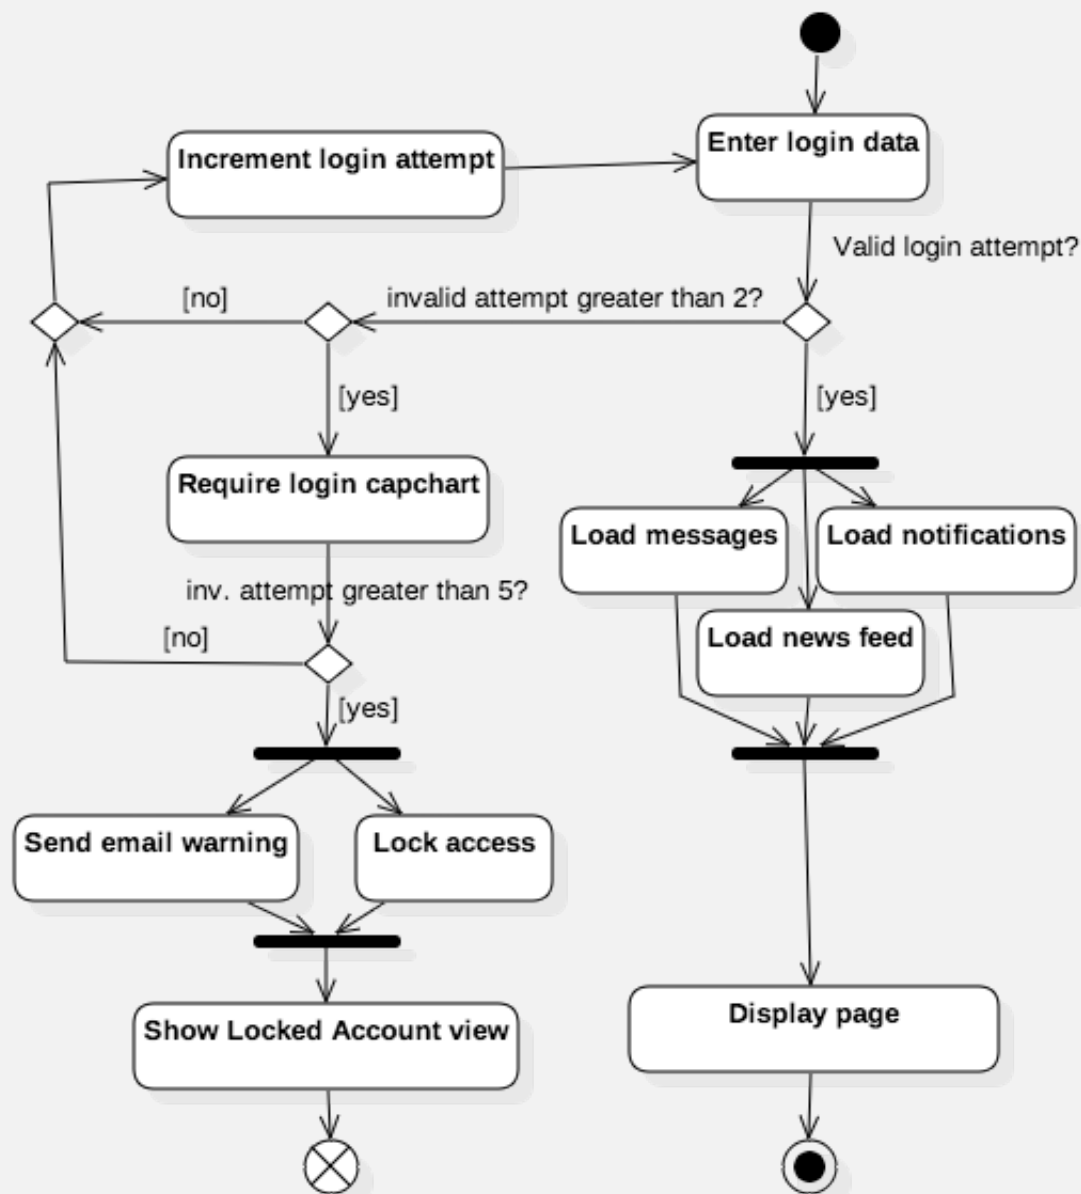 Enter login data
Increment login attempt
Valid login attempt?
[no]
invalid attempt greater than 2?
[yes]
[yes]
Require login capchart
Load messages
Load notifications
inv. attempt greater than 5?
[no]
Load news feed
[yes]
Send email warning
Lock access
Show Locked Account view
Display page